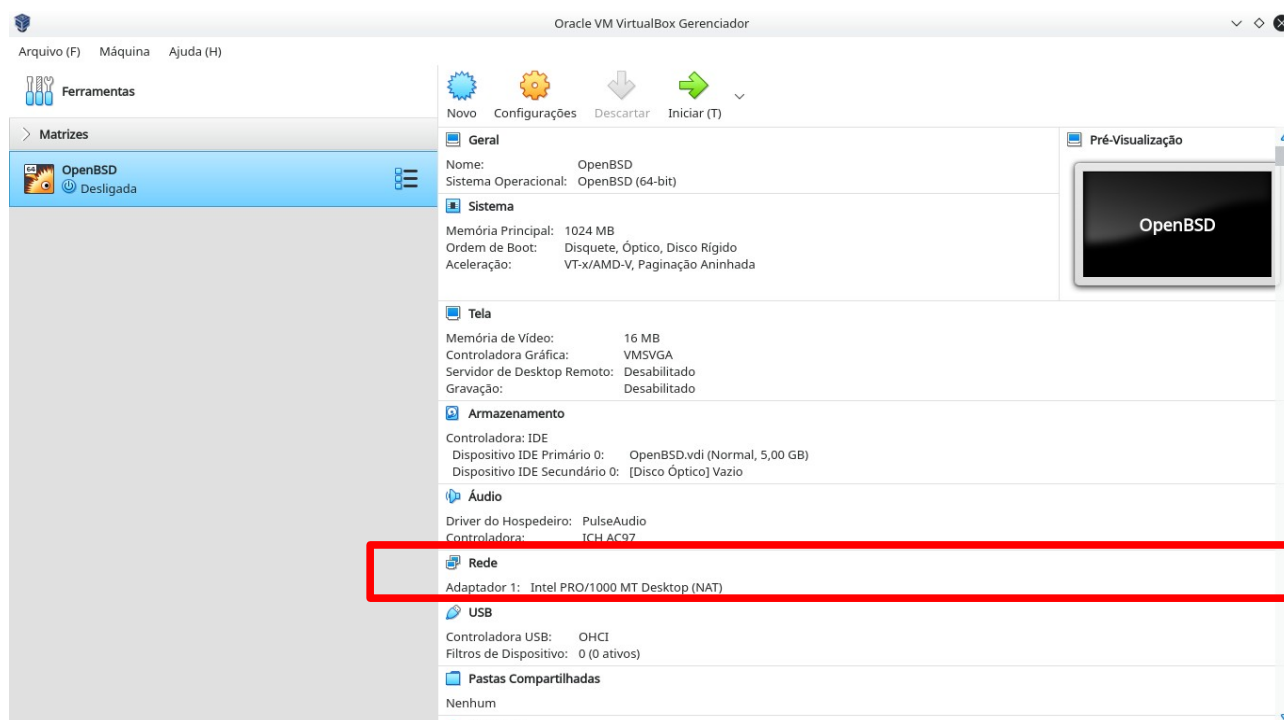 Oracle VM VirtualBox Gerenciador
Arquivo (F) Máquina Ajuda (H)
Ferramentas
Novo Configurações Descartar Iniciar (T)
Matrizes
64
OpenBSD
Desligada
Geral
Nome: OpenBSD
Sistema Operacional: OpenBSD (64-bit)
Pré-Visualização
OpenBSD
Sistema
Memória Principal: 1024 MB
Ordem de Boot: Disquete, Óptico, Disco Rígido
Aceleração: VT-x/AMD-V, Paginação Aninhada
Tela
Memória de Vídeo: 16 MB
Controladora Gráfica: VMSVGA
Servidor de Desktop Remoto: Desabilitado
Gravação: Desabilitado
Armazenamento
Controladora: IDE
Dispositivo IDE Primário 0: OpenBSD.vdi (Normal, 5,00 GB)
Dispositivo IDE Secundário 0: [Disco Óptico] Vazio
Áudio
Driver do Hospedeiro: PulseAudio
Controladora: ICH AC97
Rede
Adaptador 1: Intel PRO/1000 MT Desktop (NAT)
USB
Controladora USB: OHCI
Filtros de Dispositivo: 0 (0 ativos)
Pastas Compartilhadas
Nenhum